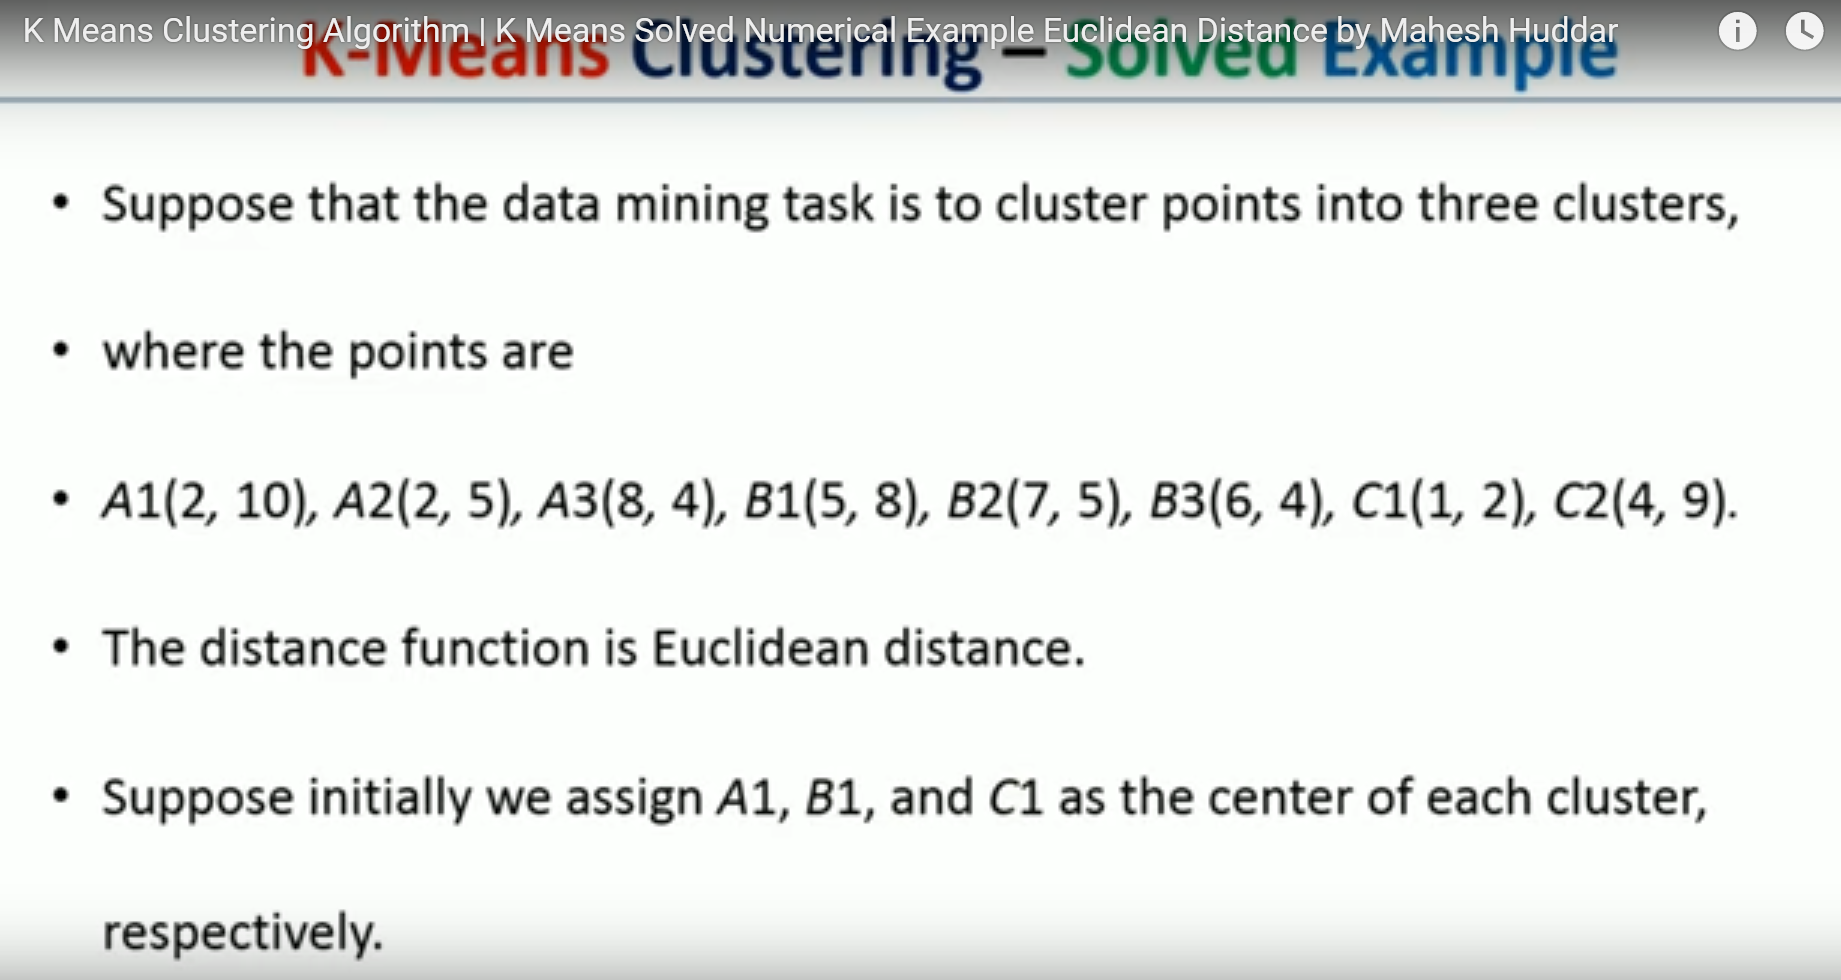 K Means Clustering Algorithm | K Means Solved Numerical Example Euclidean Distance by Mahesh Huddar
K-Means Clustering – Solved Example
• Suppose that the data mining task is to cluster points into three clusters,
• where the points are
• A1(2, 10), A2(2, 5), A3(8, 4), B1(5, 8), B2(7, 5), B3(6, 4), C1(1, 2), C2(4, 9).
• The distance function is Euclidean distance.
• Suppose initially we assign A1, B1, and C1 as the center of each cluster,
respectively.